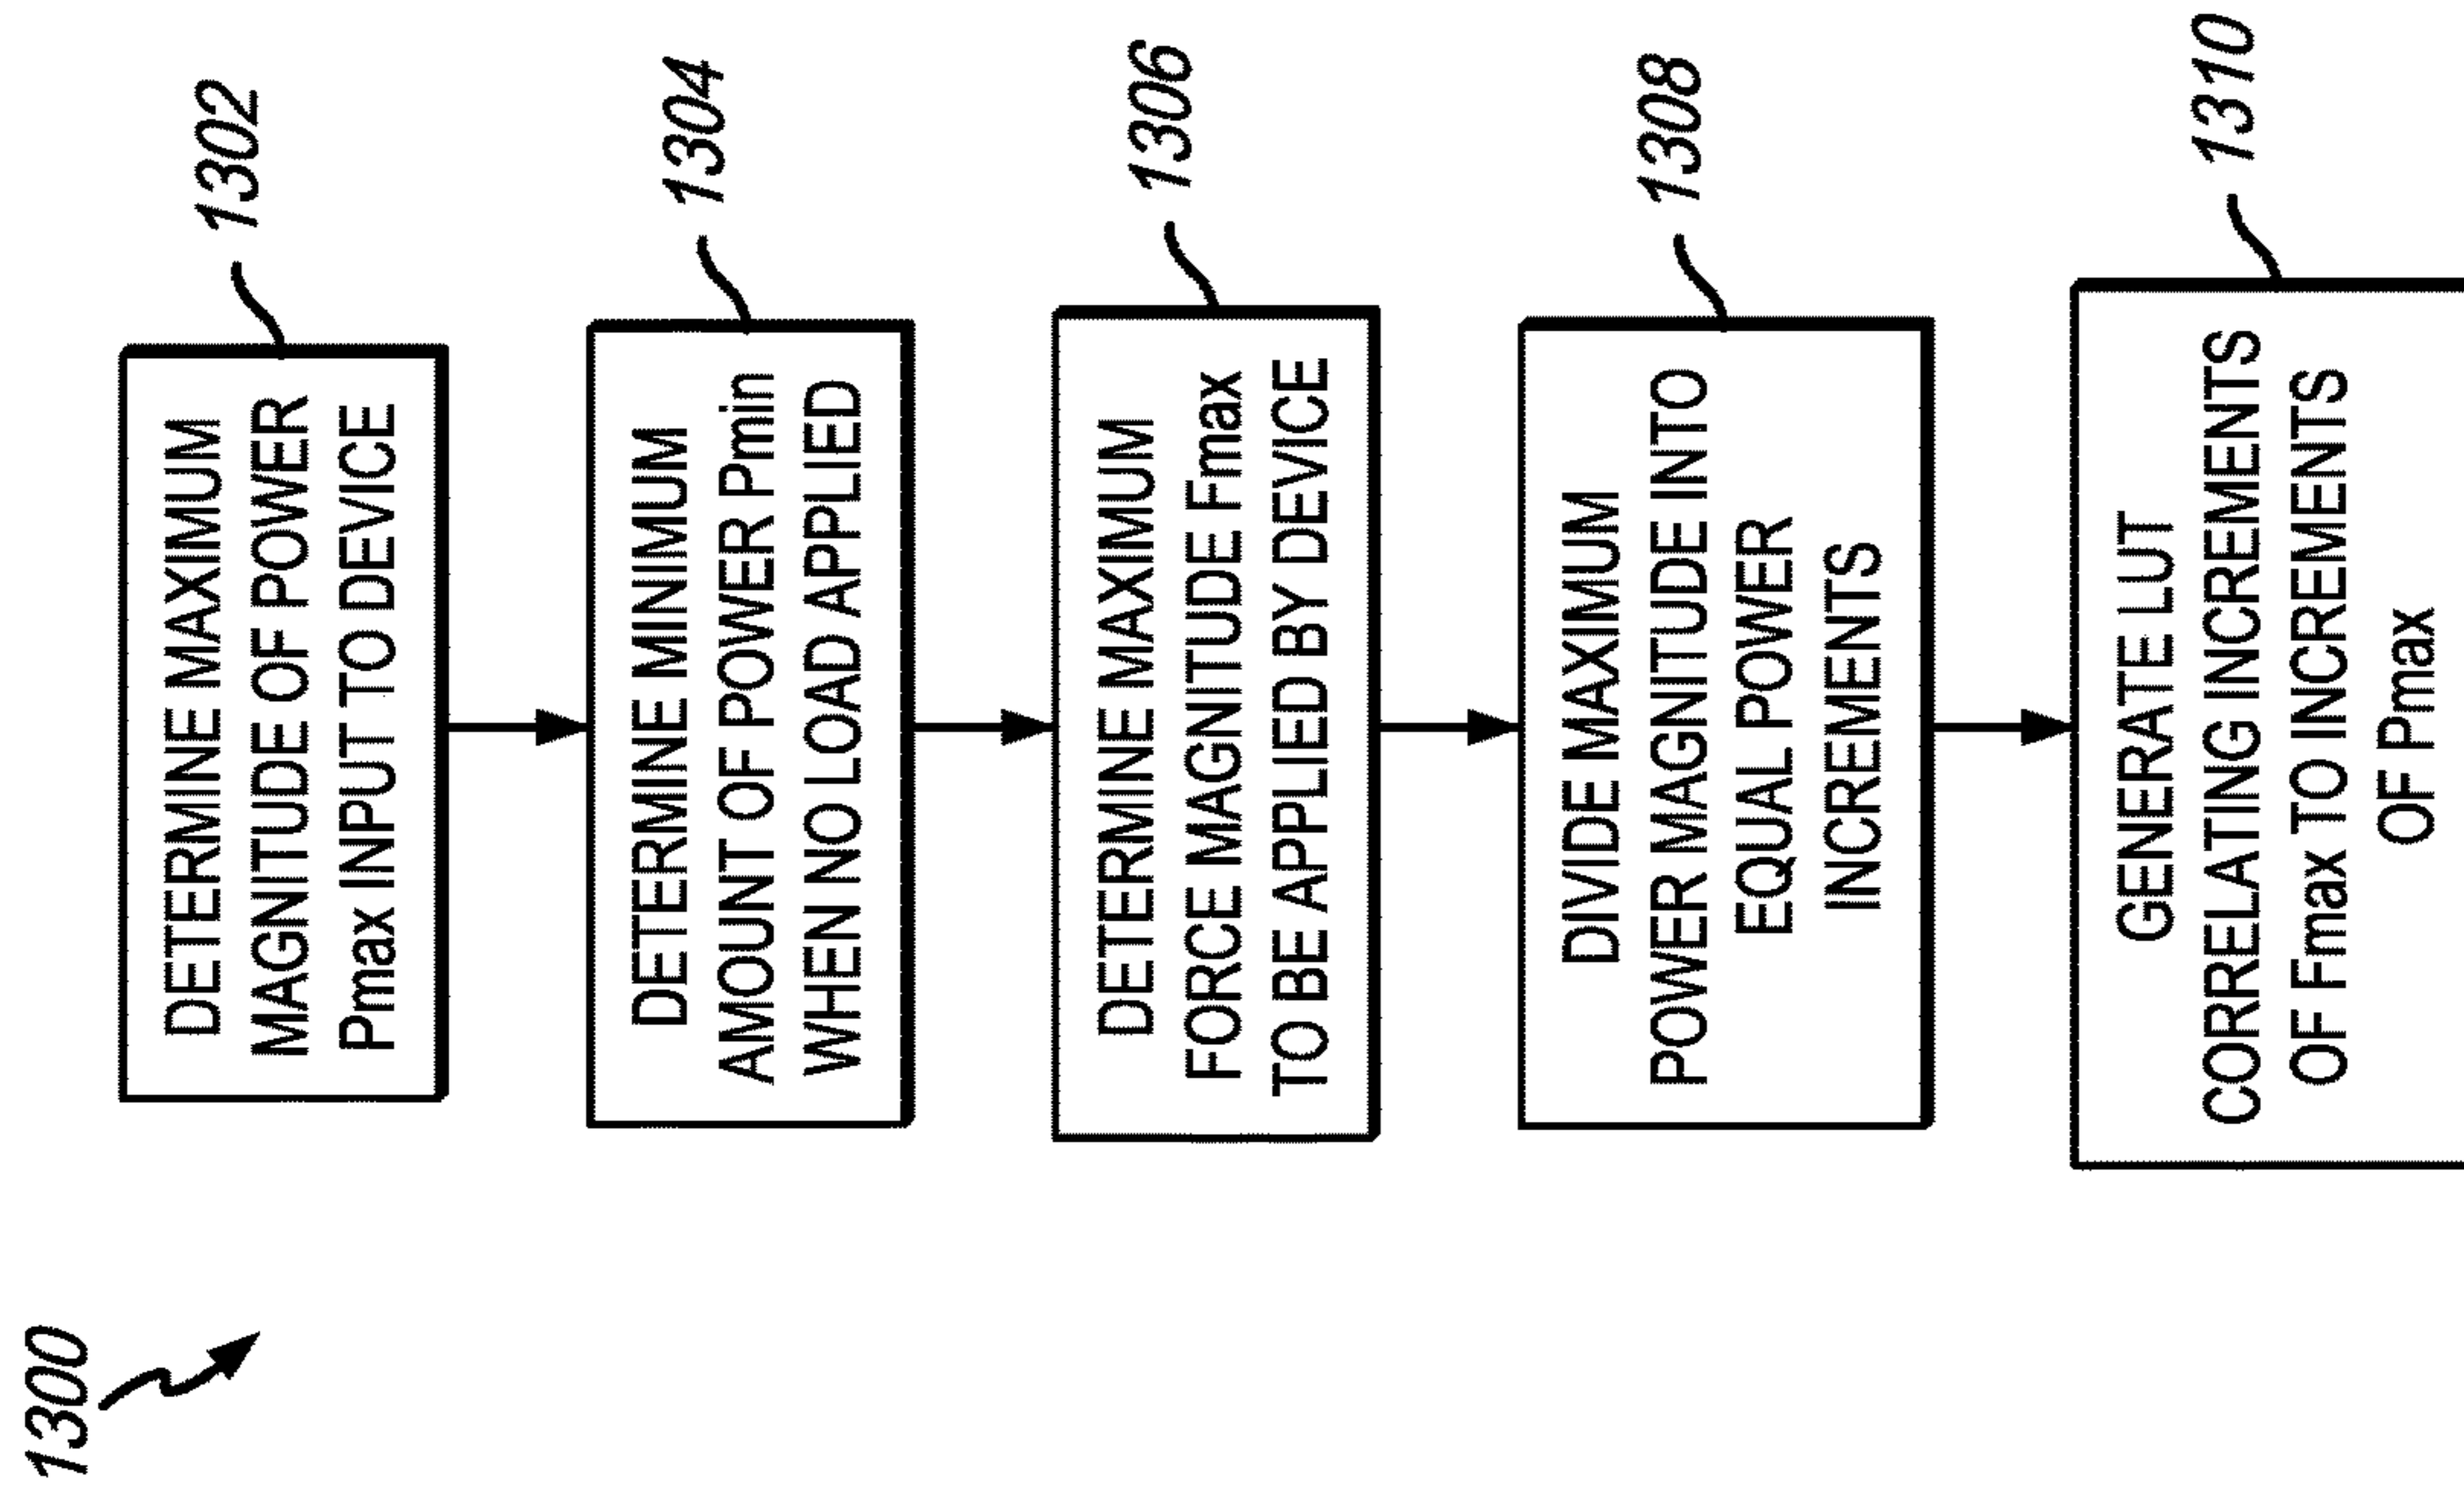 1300
DETERMINE MAXIMUM
MAGNITUDE OF POWER
Pmax INPUT TO DEVICE
1302
DETERMINE MINIMUM
AMOUNT OF POWER Pmin
WHEN NO LOAD APPLIED
1304
DETERMINE MAXIMUM
FORCE MAGNITUDE Fmax
TO BE APPLIED BY DEVICE
1306
DIVIDE MAXIMUM
POWER MAGNITUDE INTO
EQUAL POWER
INCREMENTS
1308
GENERATE LUT
CORRELATING INCREMENTS
OF Fmax TO INCREMENTS
OF Pmax
1310